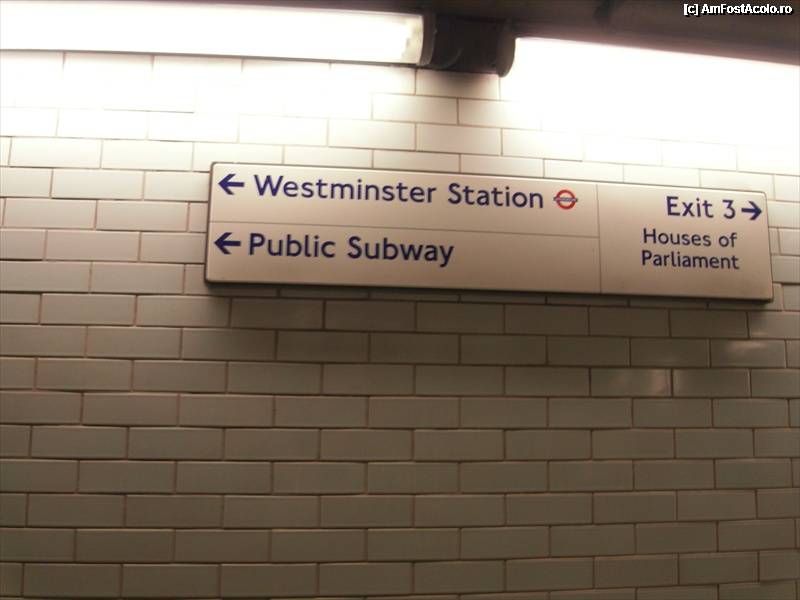 [c] AmFostAcolo.ro
← Westminster Station
← Public Subway
Exit 3 →
Houses of
Parliament